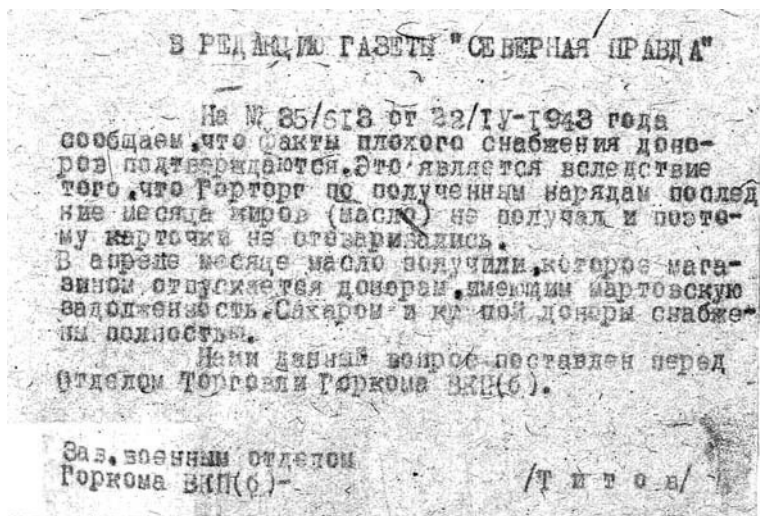 В РЕДАКЦИЮ ГАЗЕТЫ "СЕВЕРНАЯ ПРАВДА"
На № 35/613 от 22/IУ-1943 года
сообщаем,что факты плохого снабжения доно-
ров подтверждаются.Это является вследствие
того,что Горторг по полученным нарядам послед
ние месяца жиров (масло) не получал и поэто-
му карточки не отоваривались.
В апреле месяце масло получили,которое мага-
зином отпускается донорам,имеющим мартовскую
задолженность.Сахаром и крупой доноры снабже-
ны полностью.
Нами данный вопрос поставлен перед
Отделом Торговли Горкома ВКП(б).
Зав.военным отделом
Горкома ВКП(б)-
/Т и т о в/